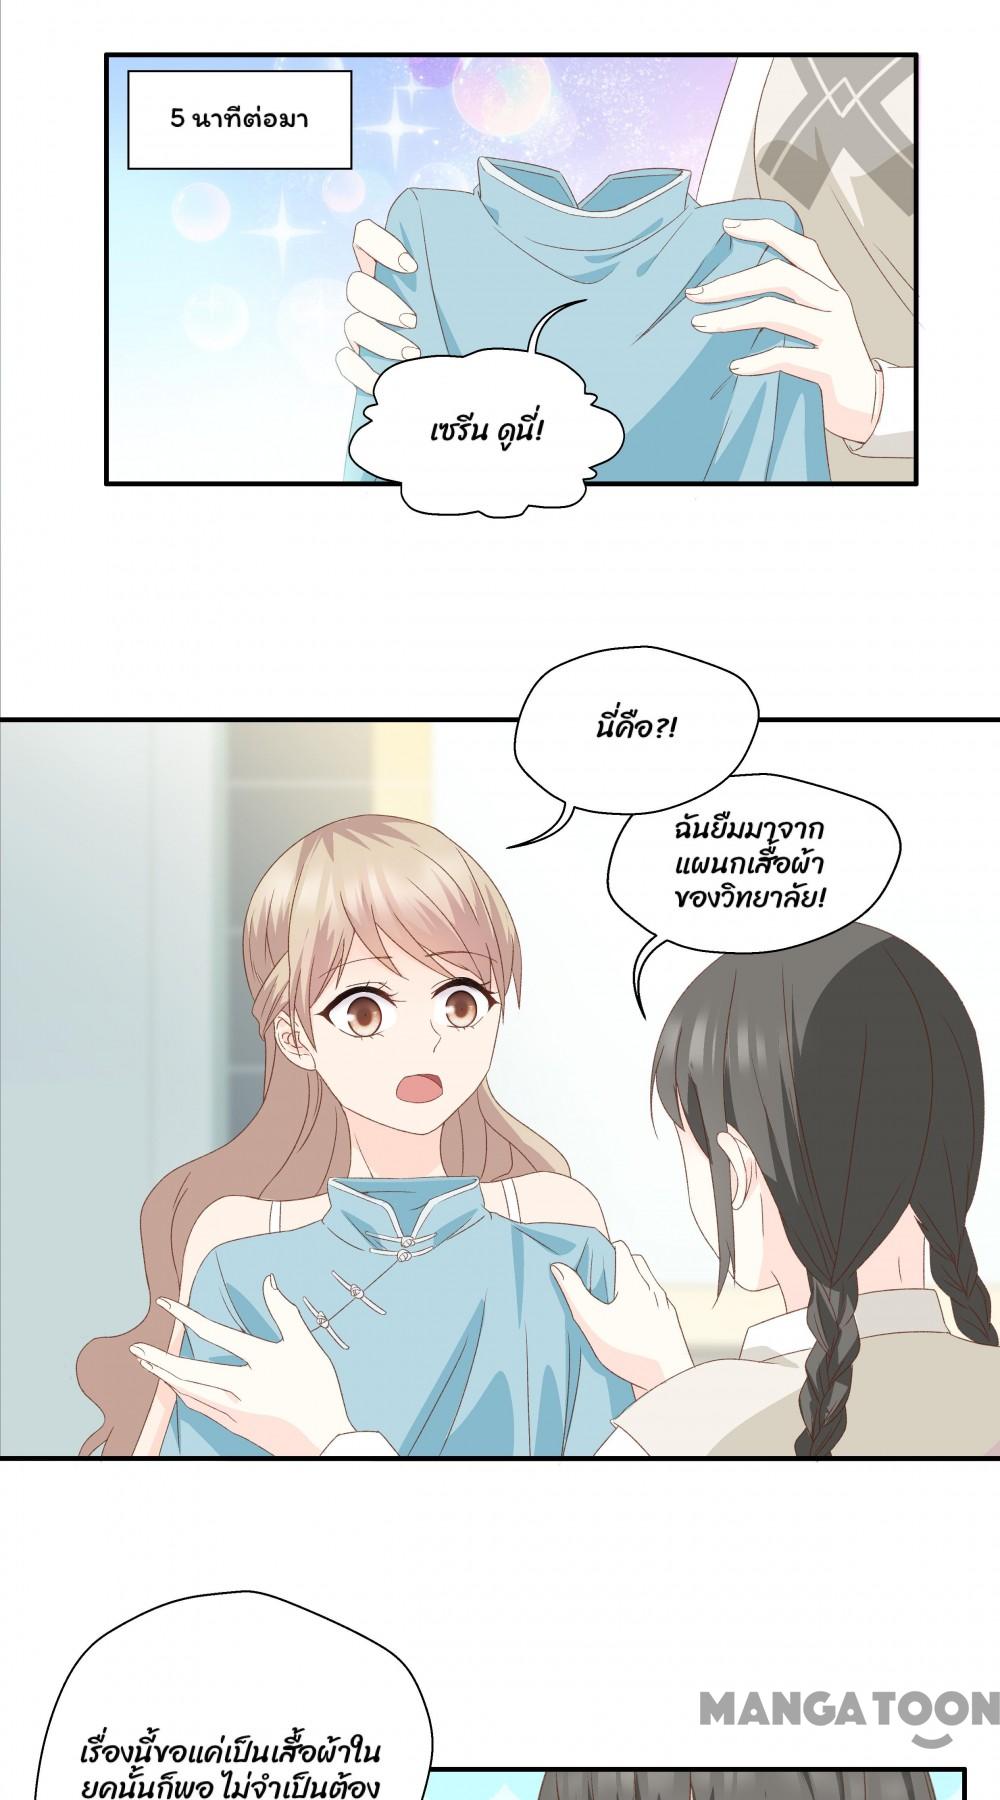 5 นาทีต่อมา
เซรีน ดูนี่!
นี่คือ?!
ฉันยืมมาจาก
แผนกเสื้อผ้า
ของวิทยาลัย!
MANGATOON
เรื่องนี้ขอแค่เป็นเสื้อผ้าใน
ยุคนั้นก็พอ ไม่จำเป็นต้อง